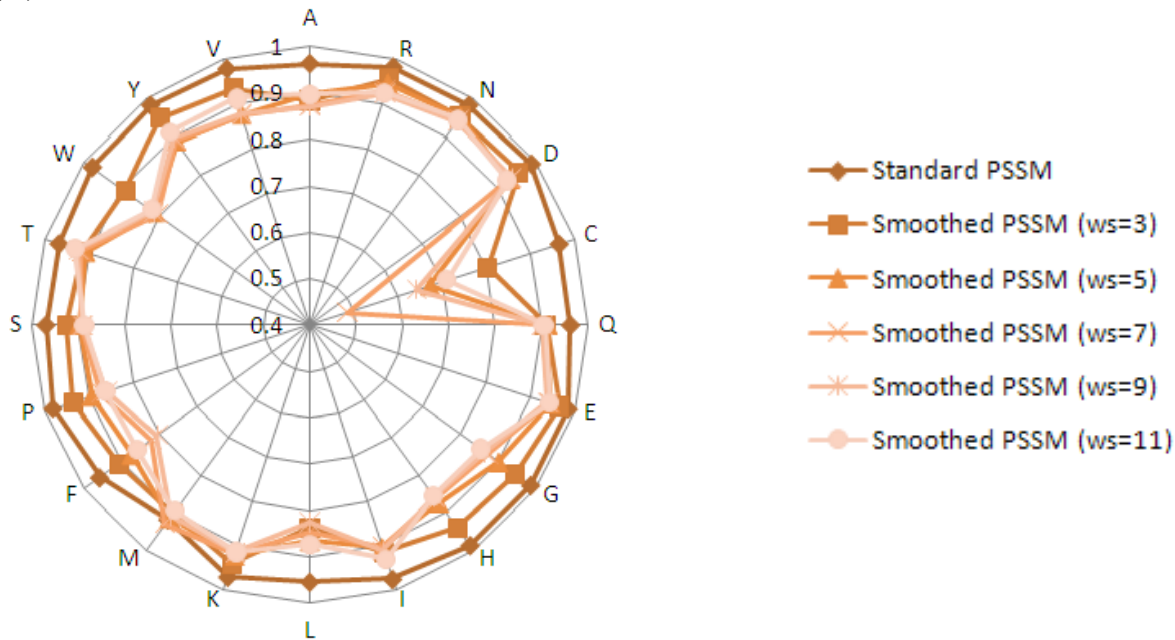 A
R
N
D
C
Q
E
G
H
I
L
K
M
F
P
S
T
W
Y
V
1
0.9
0.8
0.7
0.6
0.5
0.4
Standard PSSM
Smoothed PSSM (ws=3)
Smoothed PSSM (ws=5)
Smoothed PSSM (ws=7)
Smoothed PSSM (ws=9)
Smoothed PSSM (ws=11)